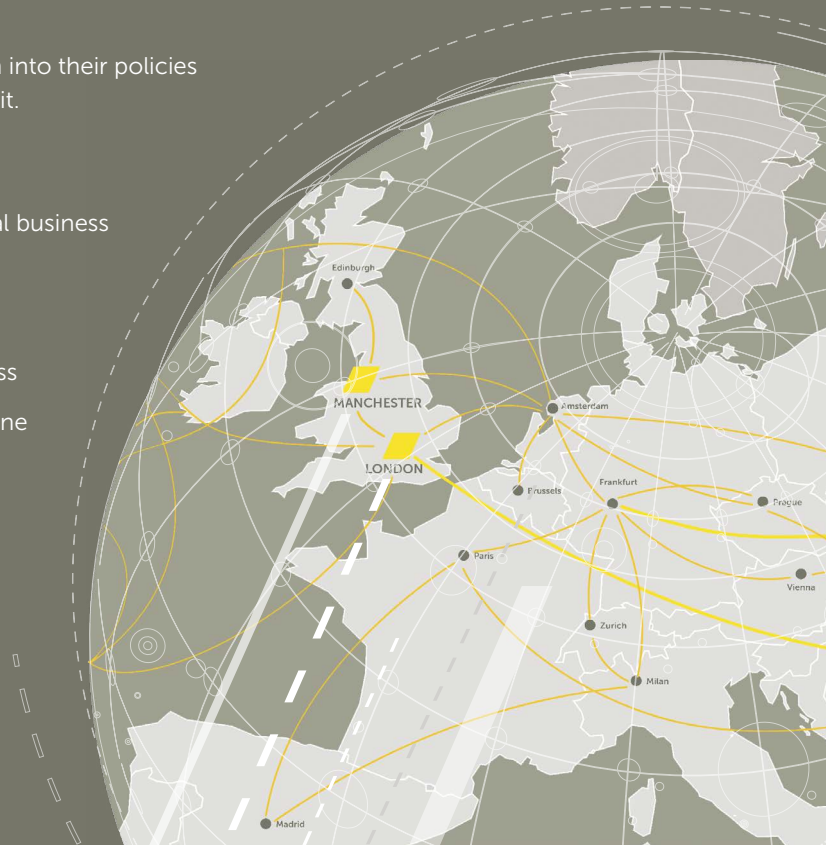 into their policies
it.
al business
ss
ne
Edinburgh
MANCHESTER
LONDON
Amsterdam
Brussels
Frankfurt
Prague
Paris
Vienna
Zurich
Milan
Madrid